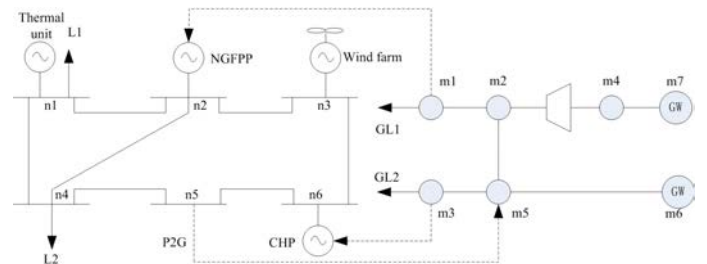 Thermal
unit
L1
NGFPP
Wind farm
m1
m2
m4
m7
GW
n1
n2
n3
GL1
GL2
n4
n5
n6
m3
m5
GW
m6
P2G
CHP
L2